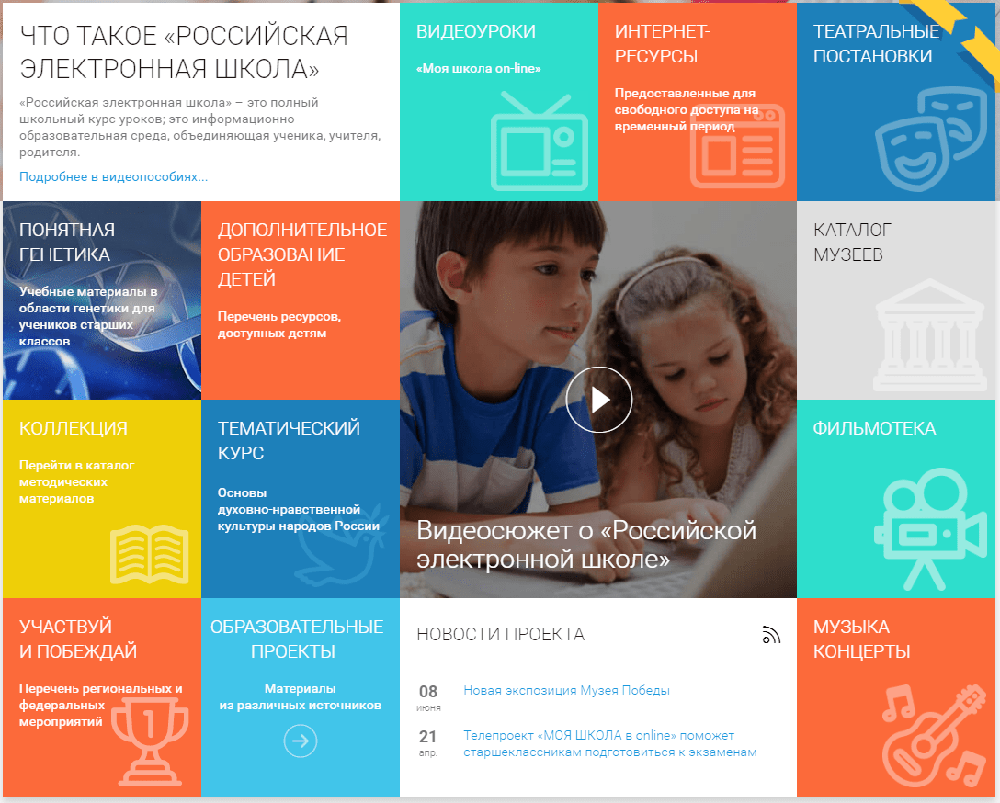 ЧТО ТАКОЕ «РОССИЙСКАЯ
ЭЛЕКТРОННАЯ ШКОЛА»
«Российская электронная школа» – это полный
школьный курс уроков; это информационно-
образовательная среда, объединяющая ученика, учителя,
родителя.
Подробнее в видеопособиях...
ВИДЕОУРОКИ
«Моя школа on-line»
ИНТЕРНЕТ-
РЕСУРСЫ
Предоставленные для
свободного доступа на
временный период
ТЕАТРАЛЬНЫЕ
ПОСТАНОВКИ
ПОНЯТНАЯ
ГЕНЕТИКА
Учебные материалы в
области генетики для
учеников старших
классов
ДОПОЛНИТЕЛЬНОЕ
ОБРАЗОВАНИЕ
ДЕТЕЙ
Перечень ресурсов,
доступных детям
Видеосюжет о «Российской
электронной школе»
КАТАЛОГ
МУЗЕЕВ
КОЛЛЕКЦИЯ
Перейти в каталог
методических
материалов
ТЕМАТИЧЕСКИЙ
КУРС
Основы
духовно-нравственной
культуры народов России
ФИЛЬМОТЕКА
УЧАСТВУЙ
И ПОБЕЖДАЙ
Перечень региональных и
федеральных
мероприятий
1
ОБРАЗОВАТЕЛЬНЫЕ
ПРОЕКТЫ
Материалы
из различных источников
НОВОСТИ ПРОЕКТА
08
июня
Новая экспозиция Музея Победы
21
апр.
Телепроект «МОЯ ШКОЛА в online» поможет
старшеклассникам подготовиться к экзаменам
МУЗЫКА
КОНЦЕРТЫ